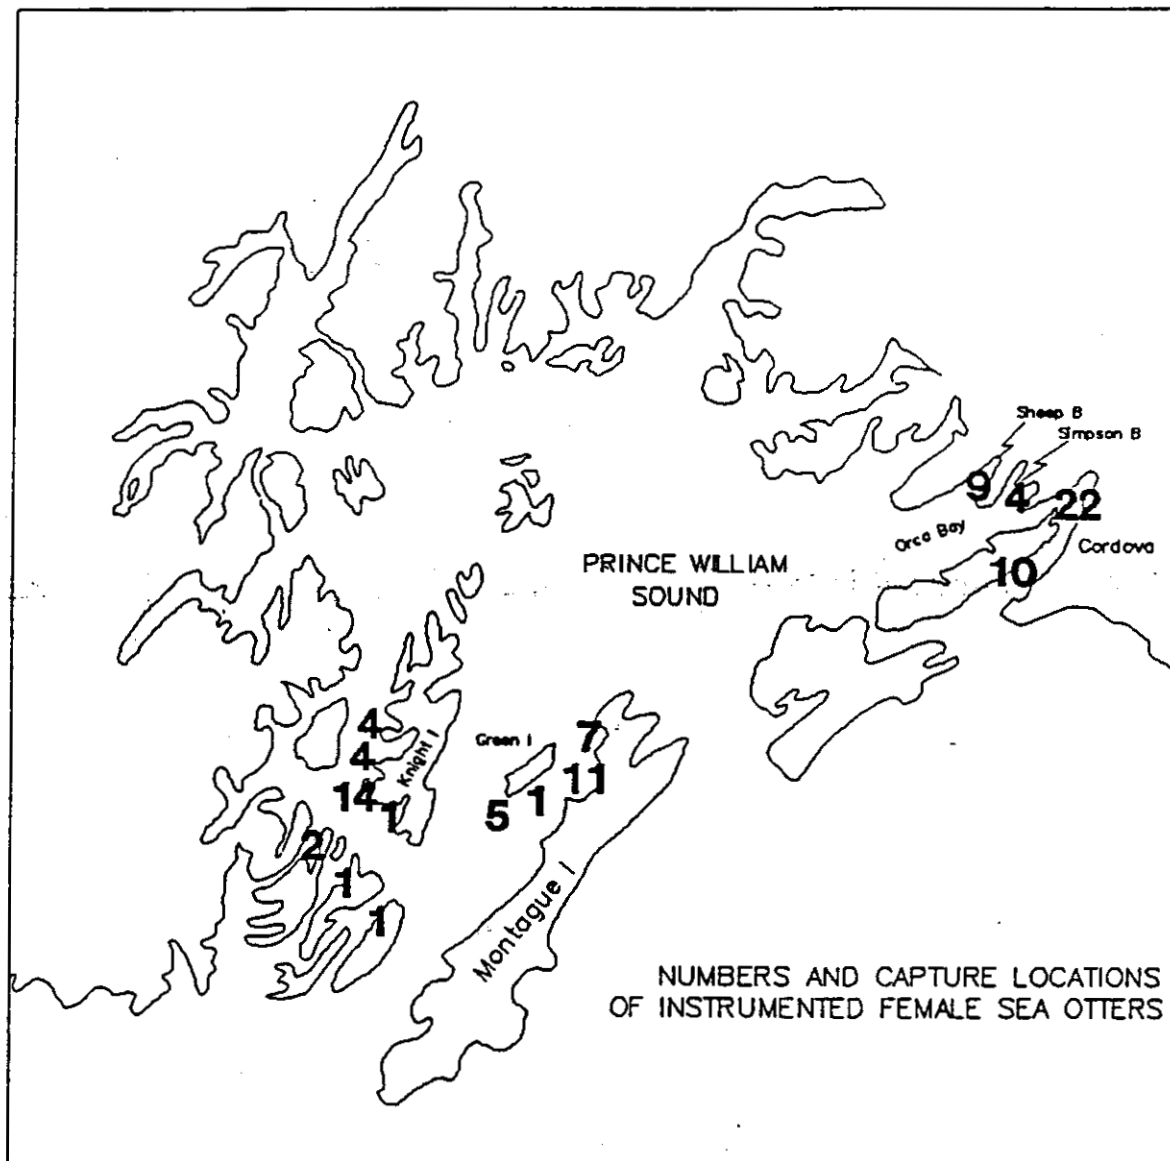 Sheep B
Simpson B
9
4
22
Orca Bay
Cordova
10
PRINCE WILLIAM
SOUND
4
4
14
1
Knight I
2
1
1
Green I
7
11
5
1
Montague I
NUMBERS AND CAPTURE LOCATIONS
OF INSTRUMENTED FEMALE SEA OTTERS